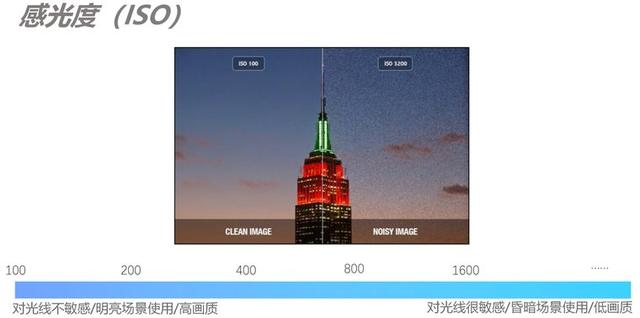 感光度（ISO）
ISO 100
ISO 3200
CLEAN IMAGE
NOISY IMAGE
100 200 400 800 1600 ......
对光线不敏感/明亮场景使用/高画质
对光线很敏感/昏暗场景使用/低画质